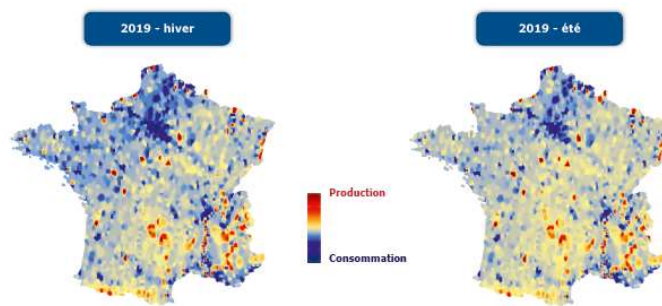 2019 - hiver
2019 - été
Production
Consommation